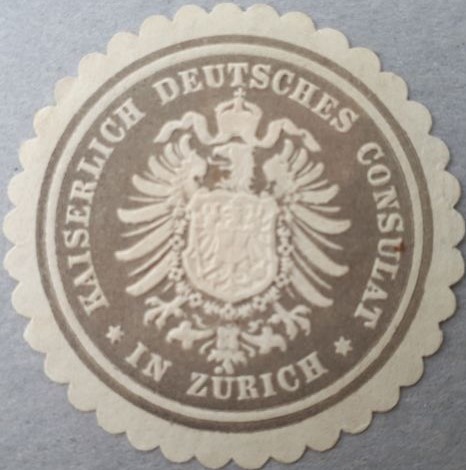 KAISERLICH DEUTSCHES CONSULAT
* IN ZÜRICH *